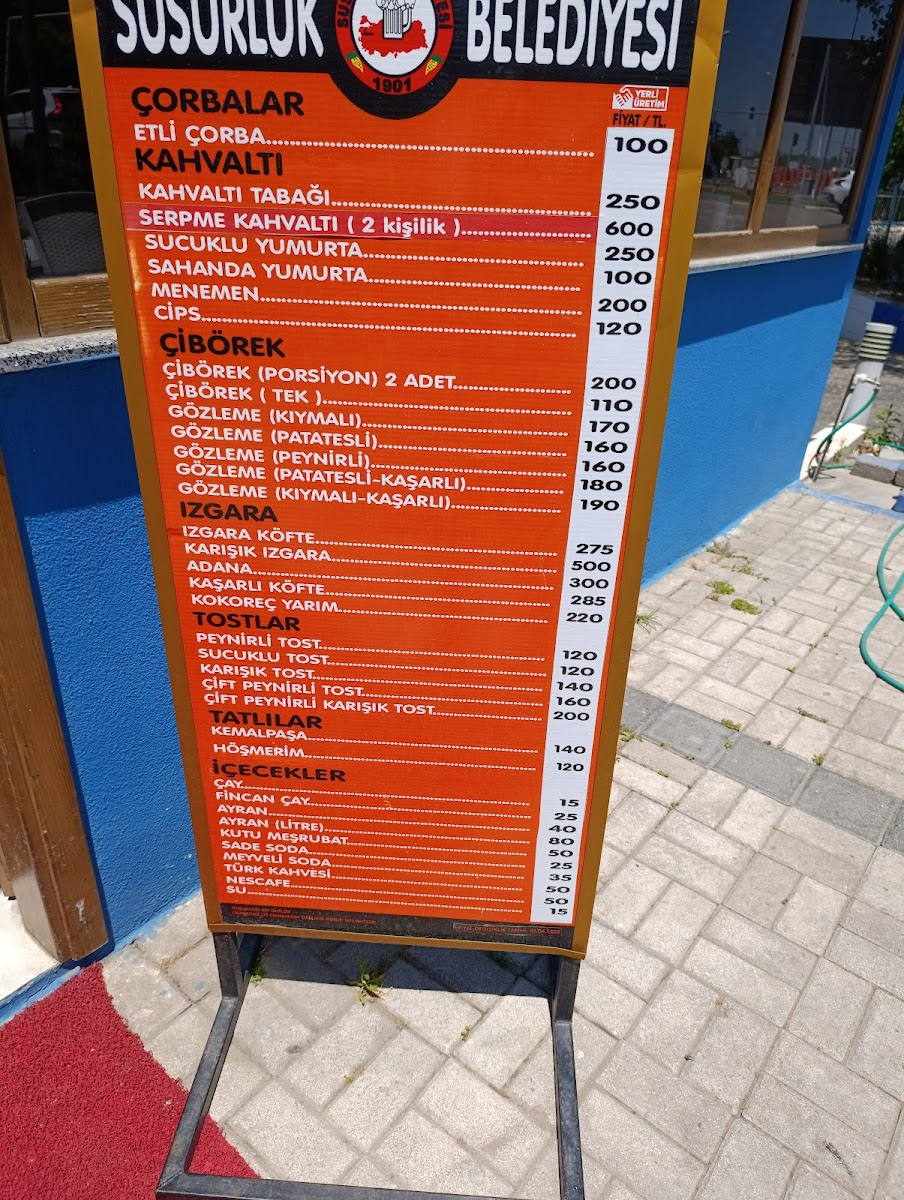 SUSURLUK BELEDİYESİ
1901
YERLİ ÜRETİM
FİYAT / TL.
ÇORBALAR
ETLİ ÇORBA 100
KAHVALTI
KAHVALTI TABAĞI 250
SERPME KAHVALTI ( 2 kişilik ) 600
SUCUKLU YUMURTA 250
SAHANDA YUMURTA 100
MENEMEN 200
CİPS 120
ÇİBÖREK
ÇİBÖREK (PORSİYON) 2 ADET 200
ÇİBÖREK ( TEK ) 110
GÖZLEME (KIYMALI) 170
GÖZLEME (PATATESLİ) 160
GÖZLEME (PEYNİRLİ) 160
GÖZLEME (PATATESLİ-KAŞARLI) 180
GÖZLEME (KIYMALI-KAŞARLI) 190
IZGARA
IZGARA KÖFTE 275
KARIŞIK IZGARA 500
ADANA 300
KAŞARLI KÖFTE 285
KOKOREÇ YARIM 220
TOSTLAR
PEYNİRLİ TOST 120
SUCUKLU TOST 120
KARIŞIK TOST 140
ÇİFT PEYNİRLİ TOST 160
ÇİFT PEYNİRLİ KARIŞIK TOST 200
TATLILAR
KEMALPAŞA 140
HÖŞMERİM 120
İÇECEKLER
ÇAY 15
FİNCAN ÇAY 25
AYRAN 40
AYRAN (LİTRE) 80
KUTU MEŞRUBAT 50
SADE SODA 25
MEYVELİ SODA 35
TÜRK KAHVESİ 50
NESCAFE 50
SU 15